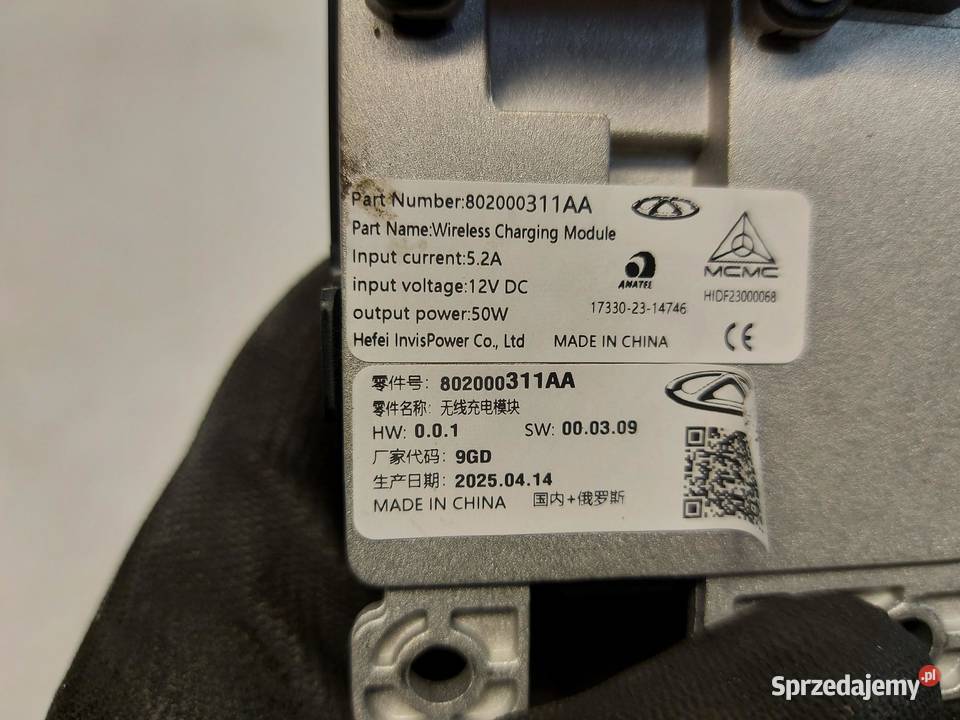 Part Number:802000311AA
Part Name:Wireless Charging Module
Input current:5.2A
input voltage:12V DC
output power:50W
Hefei InvisPower Co., Ltd MADE IN CHINA
ANATEL
17330-23-14746
MCMC
HIDF23000068
CE
零件号: 802000311AA
零件名称: 无线充电模块
HW: 0.0.1 SW: 00.03.09
厂家代码: 9GD
生产日期: 2025.04.14
MADE IN CHINA 国内+俄罗斯
Sprzedajemy.pl